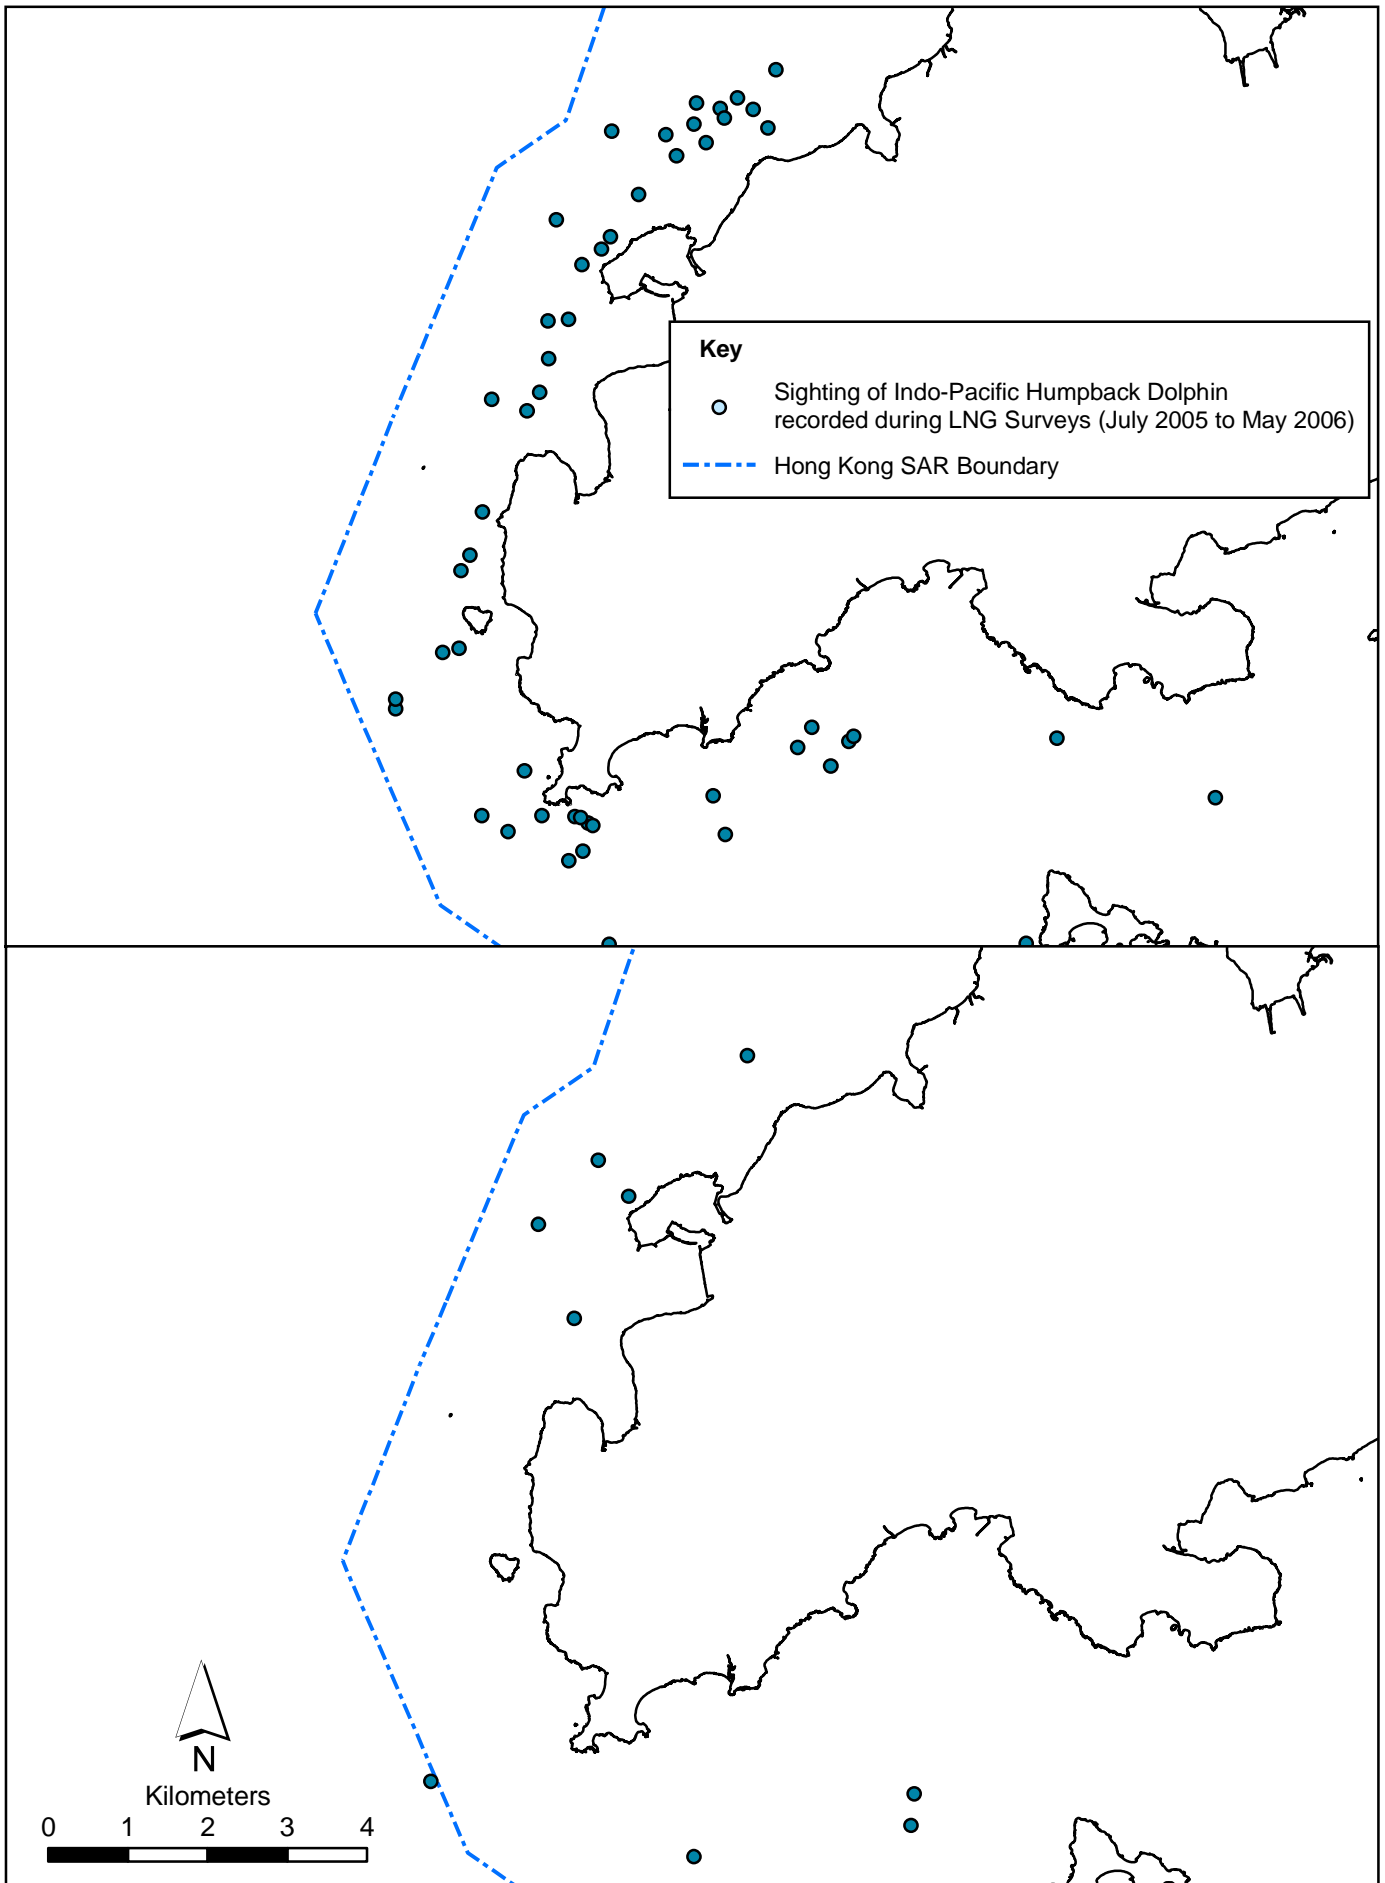 Key
Sighting of Indo-Pacific Humpback Dolphin
recorded during LNG Surveys (July 2005 to May 2006)
Hong Kong SAR Boundary
N
Kilometers
0 1 2 3 4